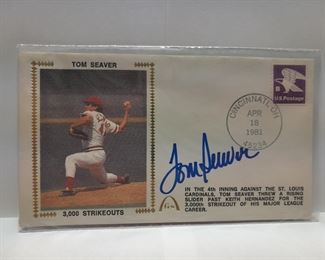 TOM SEAVER
U.S. Postage
CINCINNATI, OH
APR
18
1981
45234
Tom Seaver
IN THE 4th INNING AGAINST THE ST. LOUIS
CARDINALS, TOM SEAVER THREW A RISING
SLIDER PAST KEITH HERNANDEZ FOR THE
3,000th STRIKEOUT OF HIS MAJOR LEAGUE
CAREER.
3,000 STRIKEOUTS